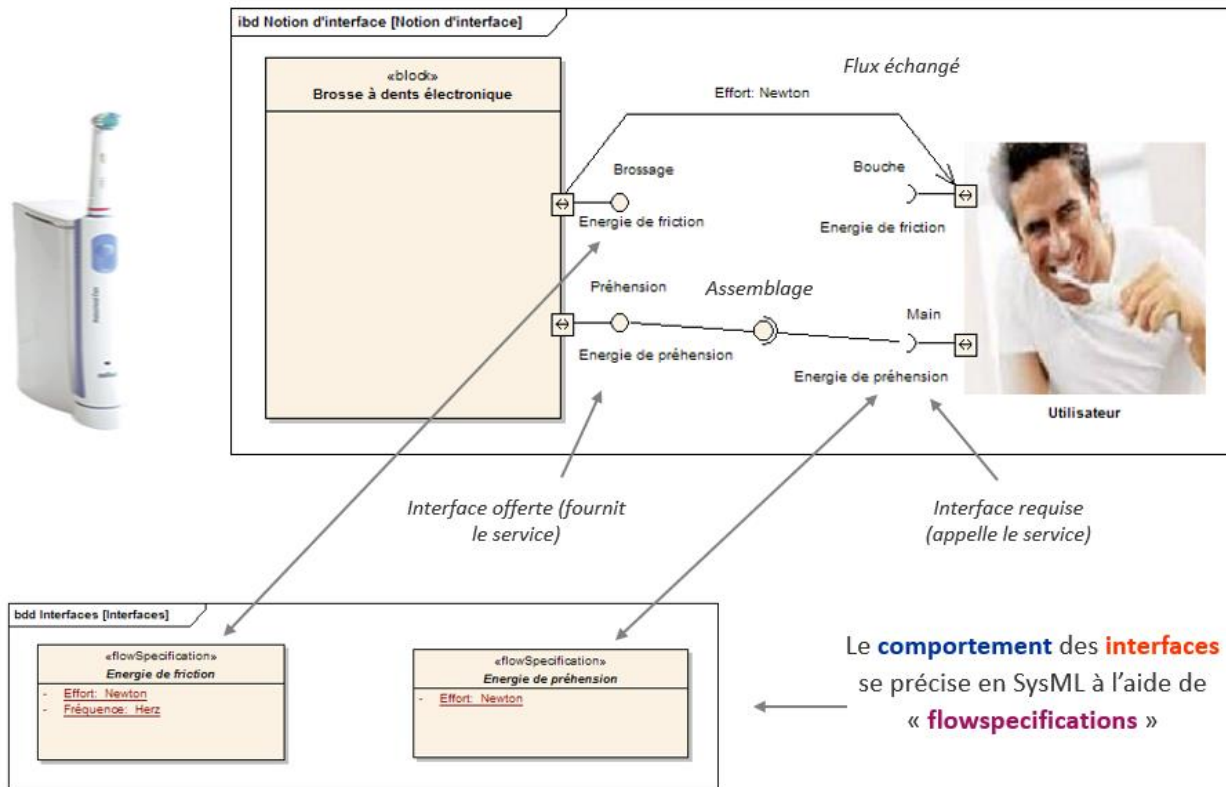 ibd Notion d'interface [Notion d'interface]
«block»
Brosse à dents électronique
Flux échangé
Effort: Newton
Brossage
Bouche
Energie de friction
Energie de friction
Préhension
Assemblage
Main
Energie de préhension
Energie de préhension
Utilisateur
Interface offerte (fournit
le service)
Interface requise
(appelle le service)
bdd Interfaces [Interfaces]
«flowSpecification»
Energie de friction
- Effort: Newton
- Fréquence: Herz
«flowSpecification»
Energie de préhension
- Effort: Newton
Le comportement des interfaces
se précise en SysML à l'aide de
« flowspecifications »